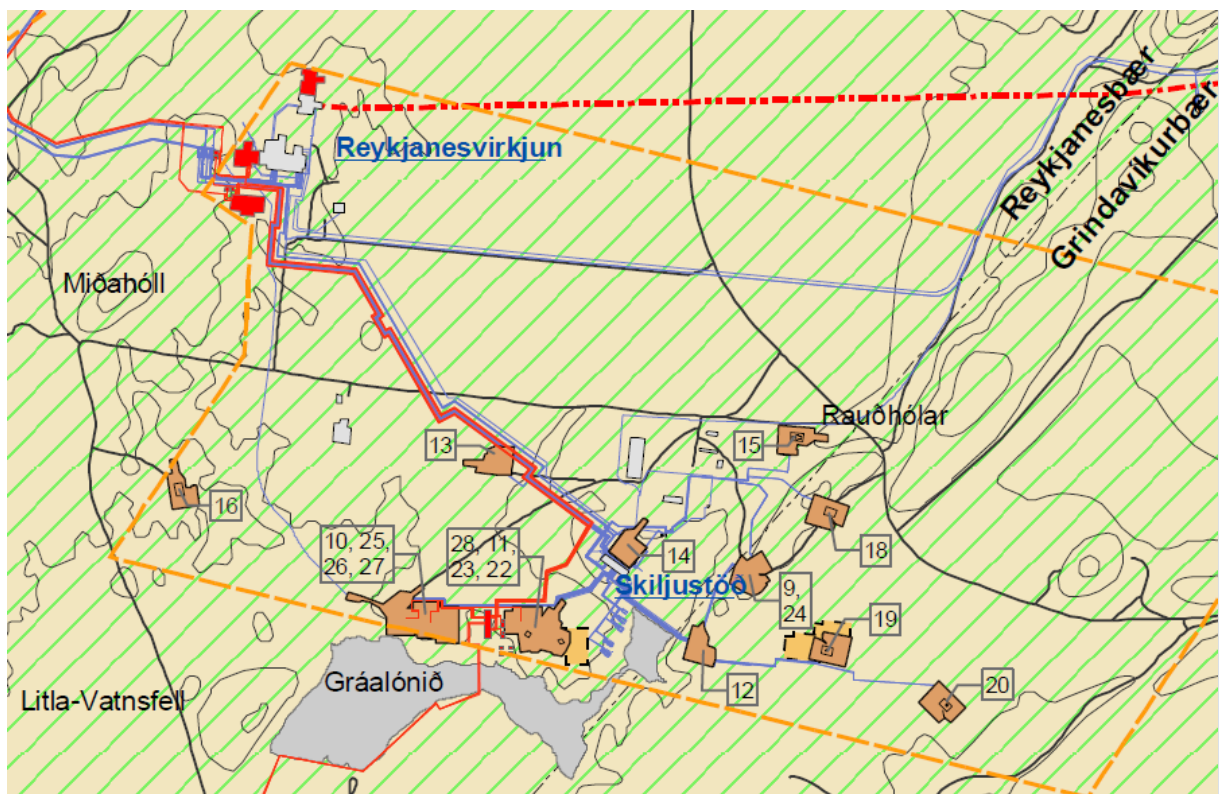 Reykjanesbær
Grindavíkurbær
Reykjanesvirkjun
Miðahóll
Rauðhólar
13
15
16
10, 25,
26, 27
28, 11,
23, 22
14
18
Skiljustöð
9,
24
19
12
20
Gráalónið
Litla-Vatnsfell